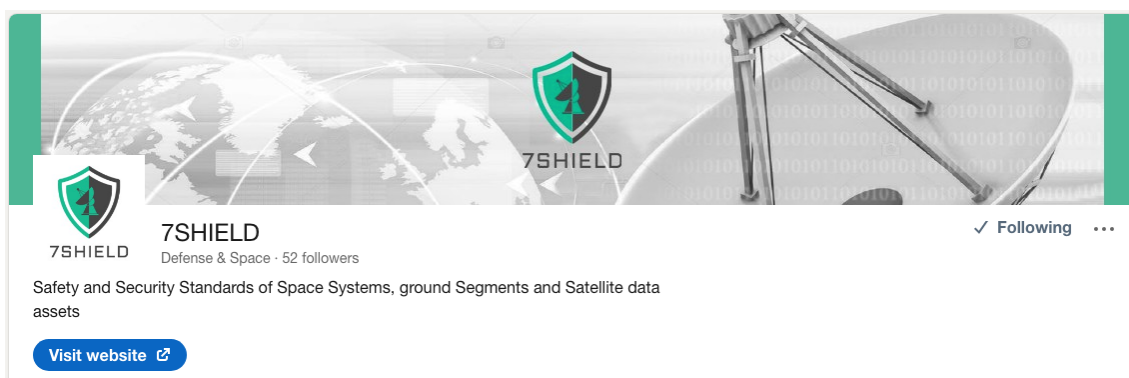 7SHIELD
7SHIELD
7SHIELD
Defense & Space · 52 followers
Following
Safety and Security Standards of Space Systems, ground Segments and Satellite data
assets
Visit website